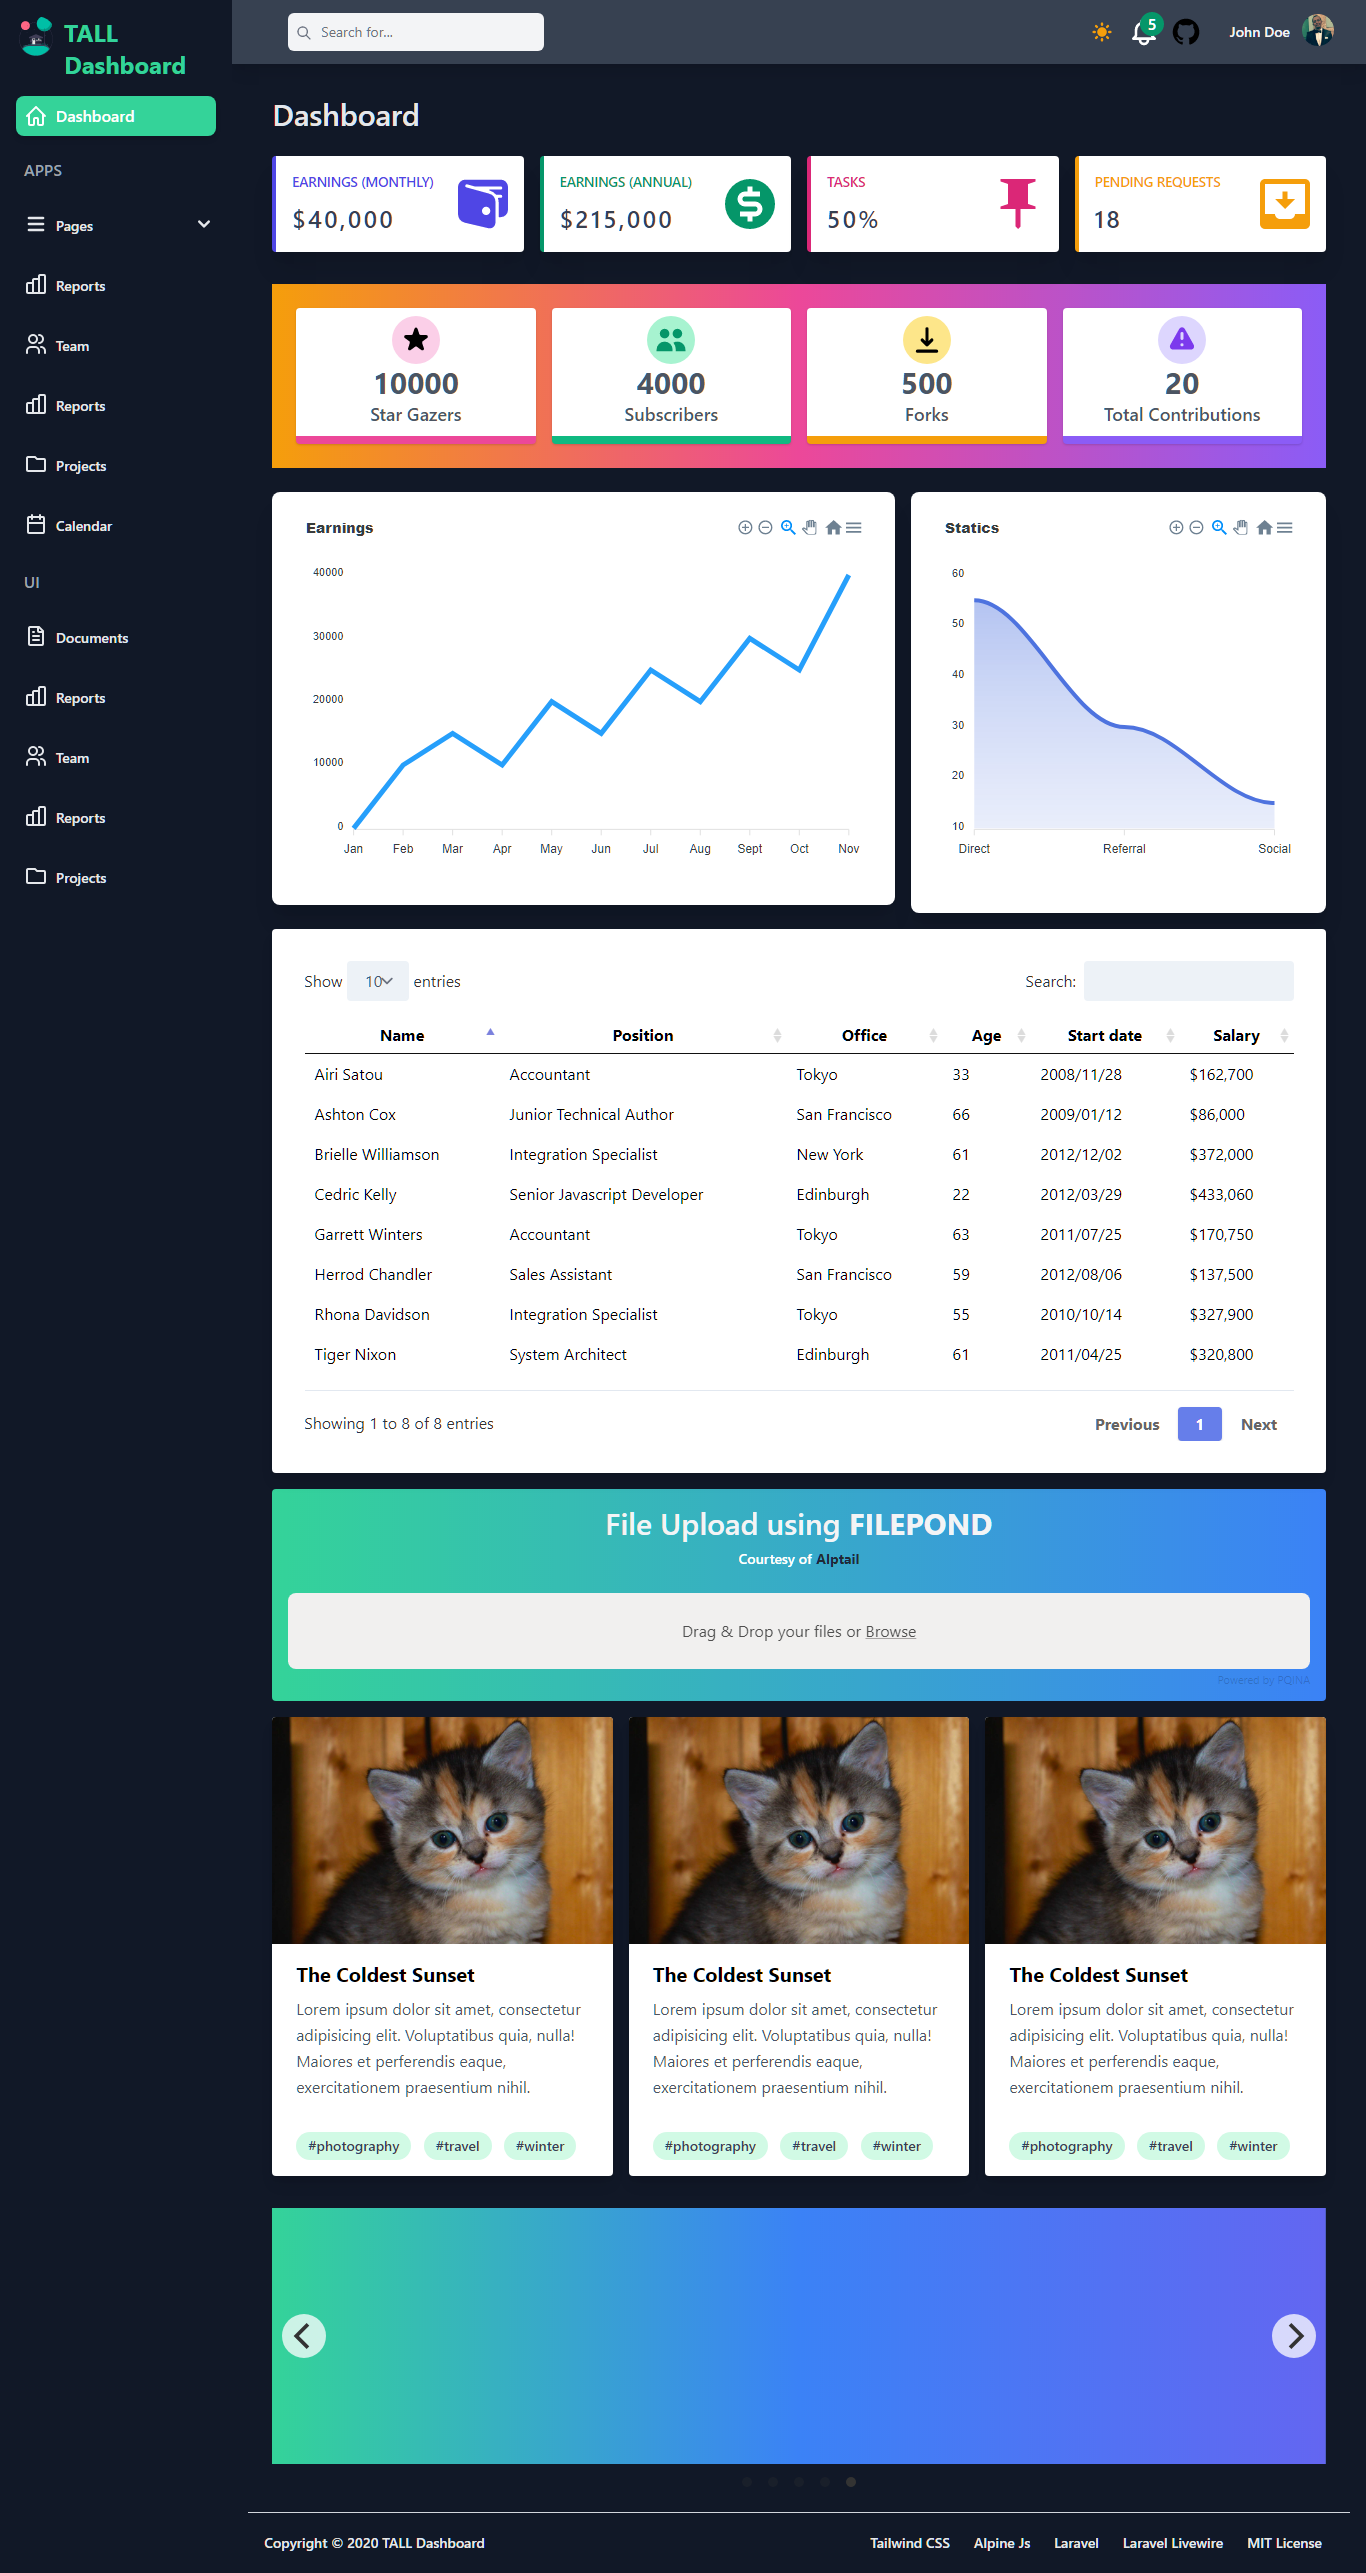 TALL
Dashboard
Search for...
5
John Doe
Dashboard
APPS
Pages
Reports
Team
Reports
Projects
Calendar
UI
Documents
Reports
Team
Reports
Projects
Dashboard
EARNINGS (MONTHLY)
$40,000
EARNINGS (ANNUAL)
$215,000
TASKS
50%
PENDING REQUESTS
18
10000
Star Gazers
4000
Subscribers
500
Forks
20
Total Contributions
Earnings
40000
30000
20000
10000
0
Jan Feb Mar Apr May Jun Jul Aug Sept Oct Nov
Statics
60
50
40
30
20
10
Direct Referral Social
Show 10 entries
Search:
Name Position Office Age Start date Salary
Airi Satou Accountant Tokyo 33 2008/11/28 $162,700
Ashton Cox Junior Technical Author San Francisco 66 2009/01/12 $86,000
Brielle Williamson Integration Specialist New York 61 2012/12/02 $372,000
Cedric Kelly Senior Javascript Developer Edinburgh 22 2012/03/29 $433,060
Garrett Winters Accountant Tokyo 63 2011/07/25 $170,750
Herrod Chandler Sales Assistant San Francisco 59 2012/08/06 $137,500
Rhona Davidson Integration Specialist Tokyo 55 2010/10/14 $327,900
Tiger Nixon System Architect Edinburgh 61 2011/04/25 $320,800
Showing 1 to 8 of 8 entries
Previous 1 Next
File Upload using FILEPOND
Courtesy of Alptail
Drag & Drop your files or Browse
Powered by PQINA
The Coldest Sunset
Lorem ipsum dolor sit amet, consectetur
adipisicing elit. Voluptatibus quia, nulla!
Maiores et perferendis eaque,
exercitationem praesentium nihil.
#photography #travel #winter
The Coldest Sunset
Lorem ipsum dolor sit amet, consectetur
adipisicing elit. Voluptatibus quia, nulla!
Maiores et perferendis eaque,
exercitationem praesentium nihil.
#photography #travel #winter
The Coldest Sunset
Lorem ipsum dolor sit amet, consectetur
adipisicing elit. Voluptatibus quia, nulla!
Maiores et perferendis eaque,
exercitationem praesentium nihil.
#photography #travel #winter
Copyright © 2020 TALL Dashboard
Tailwind CSS Alpine Js Laravel Laravel Livewire MIT License